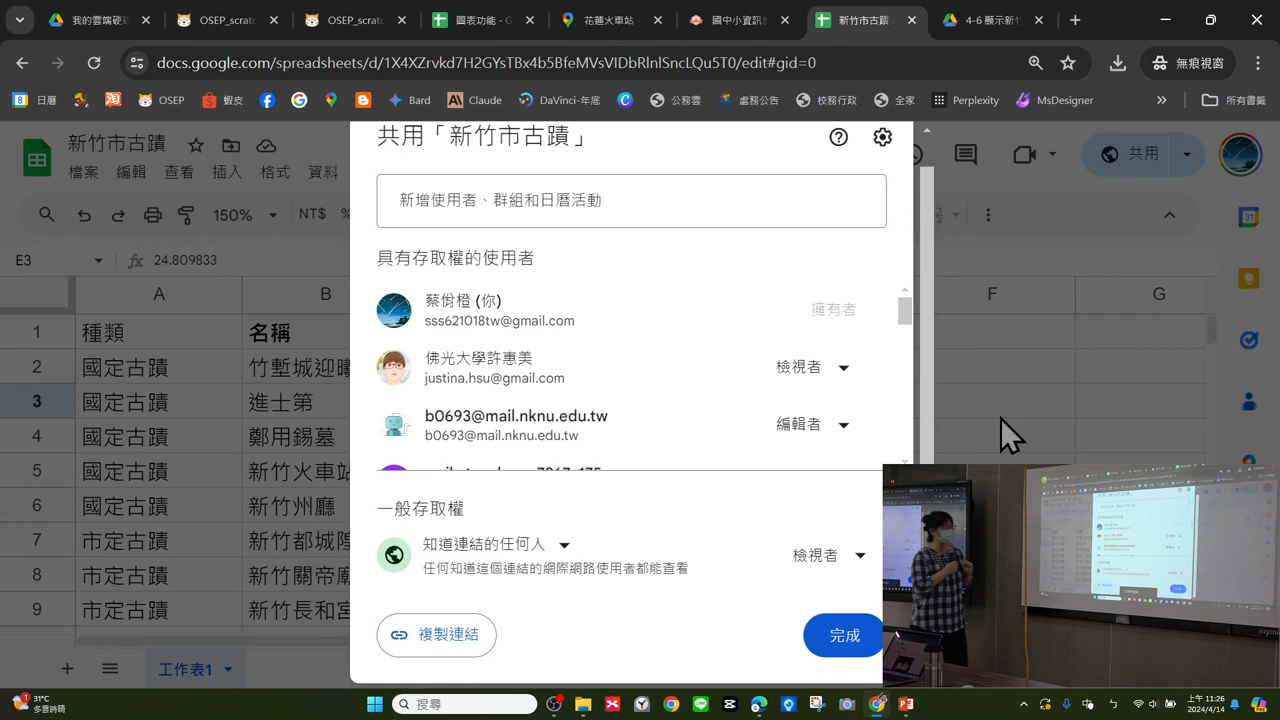 我的雲端硬碟
OSEP_
OSEP_S
圖表功能 - G
花蓮火車站 -
國中小資訊
新竹市古蹟
4-6 顯示新
docs.google.com/spreadsheets/d/1X4XZrvkd7H2GYsTBx4b5BfeMVsVIDbRlnlSncLQu5T0/edit#gid=0
無痕視窗
日曆
OSEP
蝦皮
Bard
Claude
DaVinci-年底
公務雲
處務公告
校務行政
全家
Perplexity
MsDesigner
所有書籤
新竹市古蹟
檔案 編輯 查看 插入 格式 資料
共用
150%
NT$ %
E3
24.809833
A B F G
1 種類 名稱
2 國定古蹟 竹塹城迎曦
3 國定古蹟 進士第
4 國定古蹟 鄭用錫墓
5 國定古蹟 新竹火車站
6 國定古蹟 新竹州廳
7 市定古蹟 新竹都城隍
8 市定古蹟 新竹關帝廟
9 市定古蹟 新竹長和宮
工作表1
共用「新竹市古蹟」
新增使用者、群組和日曆活動
具有存取權的使用者
蔡佾橙 (你)
sss621018tw@gmail.com
擁有者
佛光大學許惠美
justina.hsu@gmail.com
檢視者
b0693@mail.nknu.edu.tw
b0693@mail.nknu.edu.tw
編輯者
一般存取權
知道連結的任何人
任何知道這個連結的網際網路使用者都能查看
檢視者
複製連結
完成
31°C
多雲時晴
搜尋
上午 11:26
2024/4/14